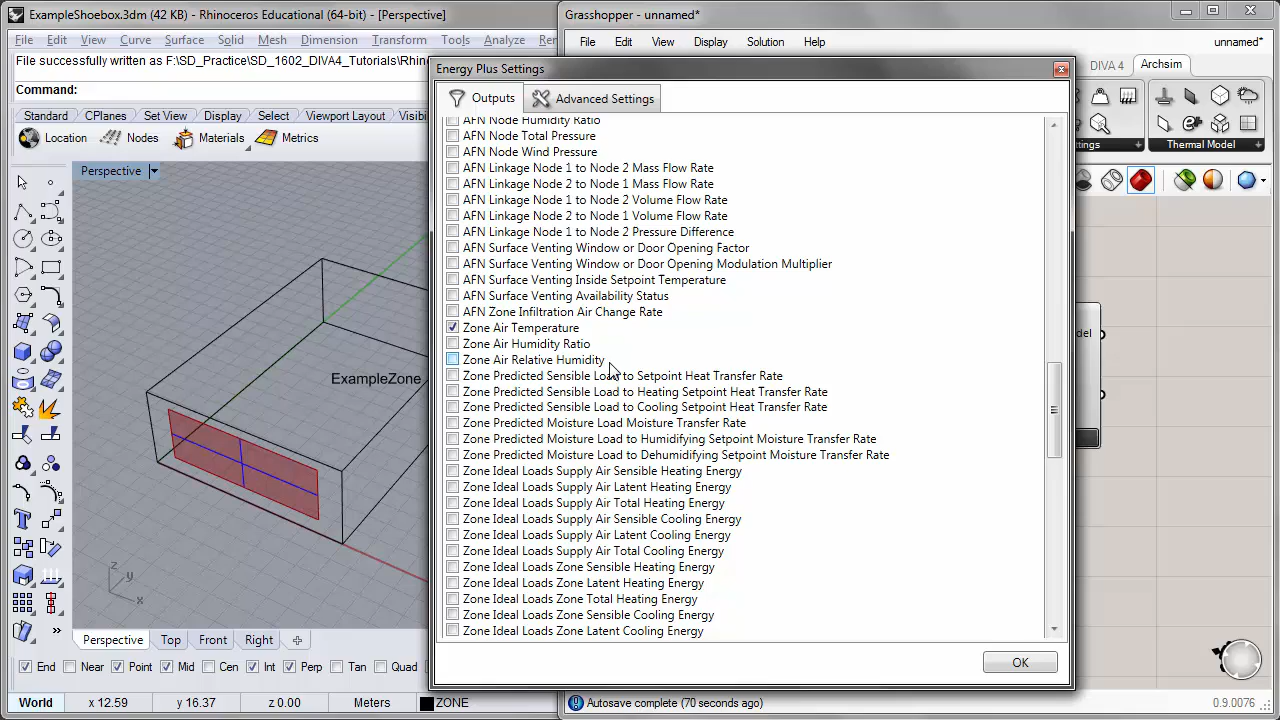 ExampleShoebox.3dm (42 KB) - Rhinoceros Educational (64-bit) - [Perspective]
File Edit View Curve Surface Solid Mesh Dimension Transform Tools Analyze
File successfully written as F:\SD_Practice\SD_1602_DIVA4_Tutorials\Rhin
Command:
Standard CPlanes Set View Display Select Viewport Layout
Location Nodes Materials Metrics
Perspective
ExampleZone
z
y
x
Perspective Top Front Right
End Near Point Mid Cen Int Perp Tan Quad
World x 12.59 y 16.37 z 0.00 Meters ZONE
Grasshopper - unnamed*
File Edit View Display Solution Help unnamed*
DIVA 4 Archsim
Thermal Model
Energy Plus Settings
Outputs Advanced Settings
AFN Node Humidity Ratio
AFN Node Total Pressure
AFN Node Wind Pressure
AFN Linkage Node 1 to Node 2 Mass Flow Rate
AFN Linkage Node 2 to Node 1 Mass Flow Rate
AFN Linkage Node 1 to Node 2 Volume Flow Rate
AFN Linkage Node 2 to Node 1 Volume Flow Rate
AFN Linkage Node 1 to Node 2 Pressure Difference
AFN Surface Venting Window or Door Opening Factor
AFN Surface Venting Window or Door Opening Modulation Multiplier
AFN Surface Venting Inside Setpoint Temperature
AFN Surface Venting Availability Status
AFN Zone Infiltration Air Change Rate
Zone Air Temperature
Zone Air Humidity Ratio
Zone Air Relative Humidity
Zone Predicted Sensible Load to Setpoint Heat Transfer Rate
Zone Predicted Sensible Load to Heating Setpoint Heat Transfer Rate
Zone Predicted Sensible Load to Cooling Setpoint Heat Transfer Rate
Zone Predicted Moisture Load Moisture Transfer Rate
Zone Predicted Moisture Load to Humidifying Setpoint Moisture Transfer Rate
Zone Predicted Moisture Load to Dehumidifying Setpoint Moisture Transfer Rate
Zone Ideal Loads Supply Air Sensible Heating Energy
Zone Ideal Loads Supply Air Latent Heating Energy
Zone Ideal Loads Supply Air Total Heating Energy
Zone Ideal Loads Supply Air Sensible Cooling Energy
Zone Ideal Loads Supply Air Latent Cooling Energy
Zone Ideal Loads Supply Air Total Cooling Energy
Zone Ideal Loads Zone Sensible Heating Energy
Zone Ideal Loads Zone Latent Heating Energy
Zone Ideal Loads Zone Total Heating Energy
Zone Ideal Loads Zone Sensible Cooling Energy
Zone Ideal Loads Zone Latent Cooling Energy
OK
Autosave complete (70 seconds ago) 0.9.0076